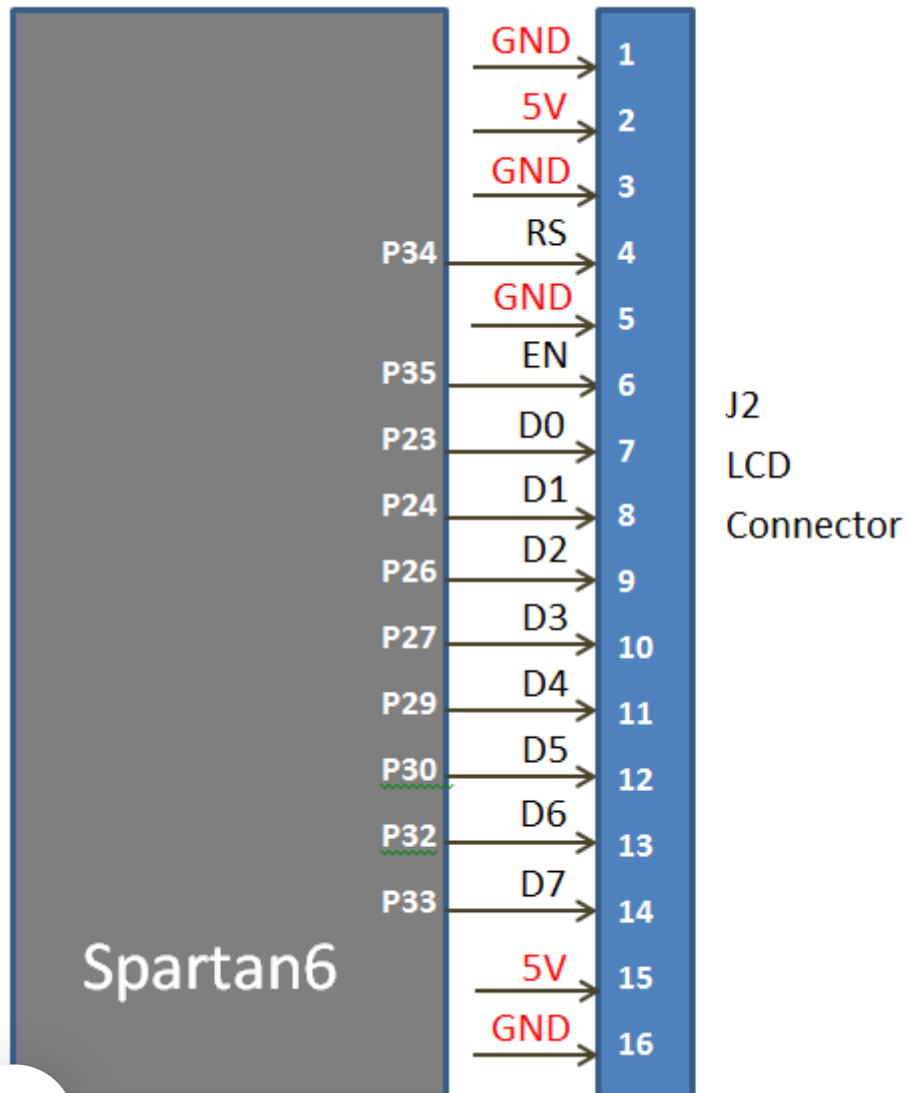 GND 1
5V 2
GND 3
P34 RS 4
GND 5
P35 EN 6
P23 D0 7
P24 D1 8
P26 D2 9
P27 D3 10
P29 D4 11
P30 D5 12
P32 D6 13
P33 D7 14
5V 15
GND 16
Spartan6
J2
LCD
Connector